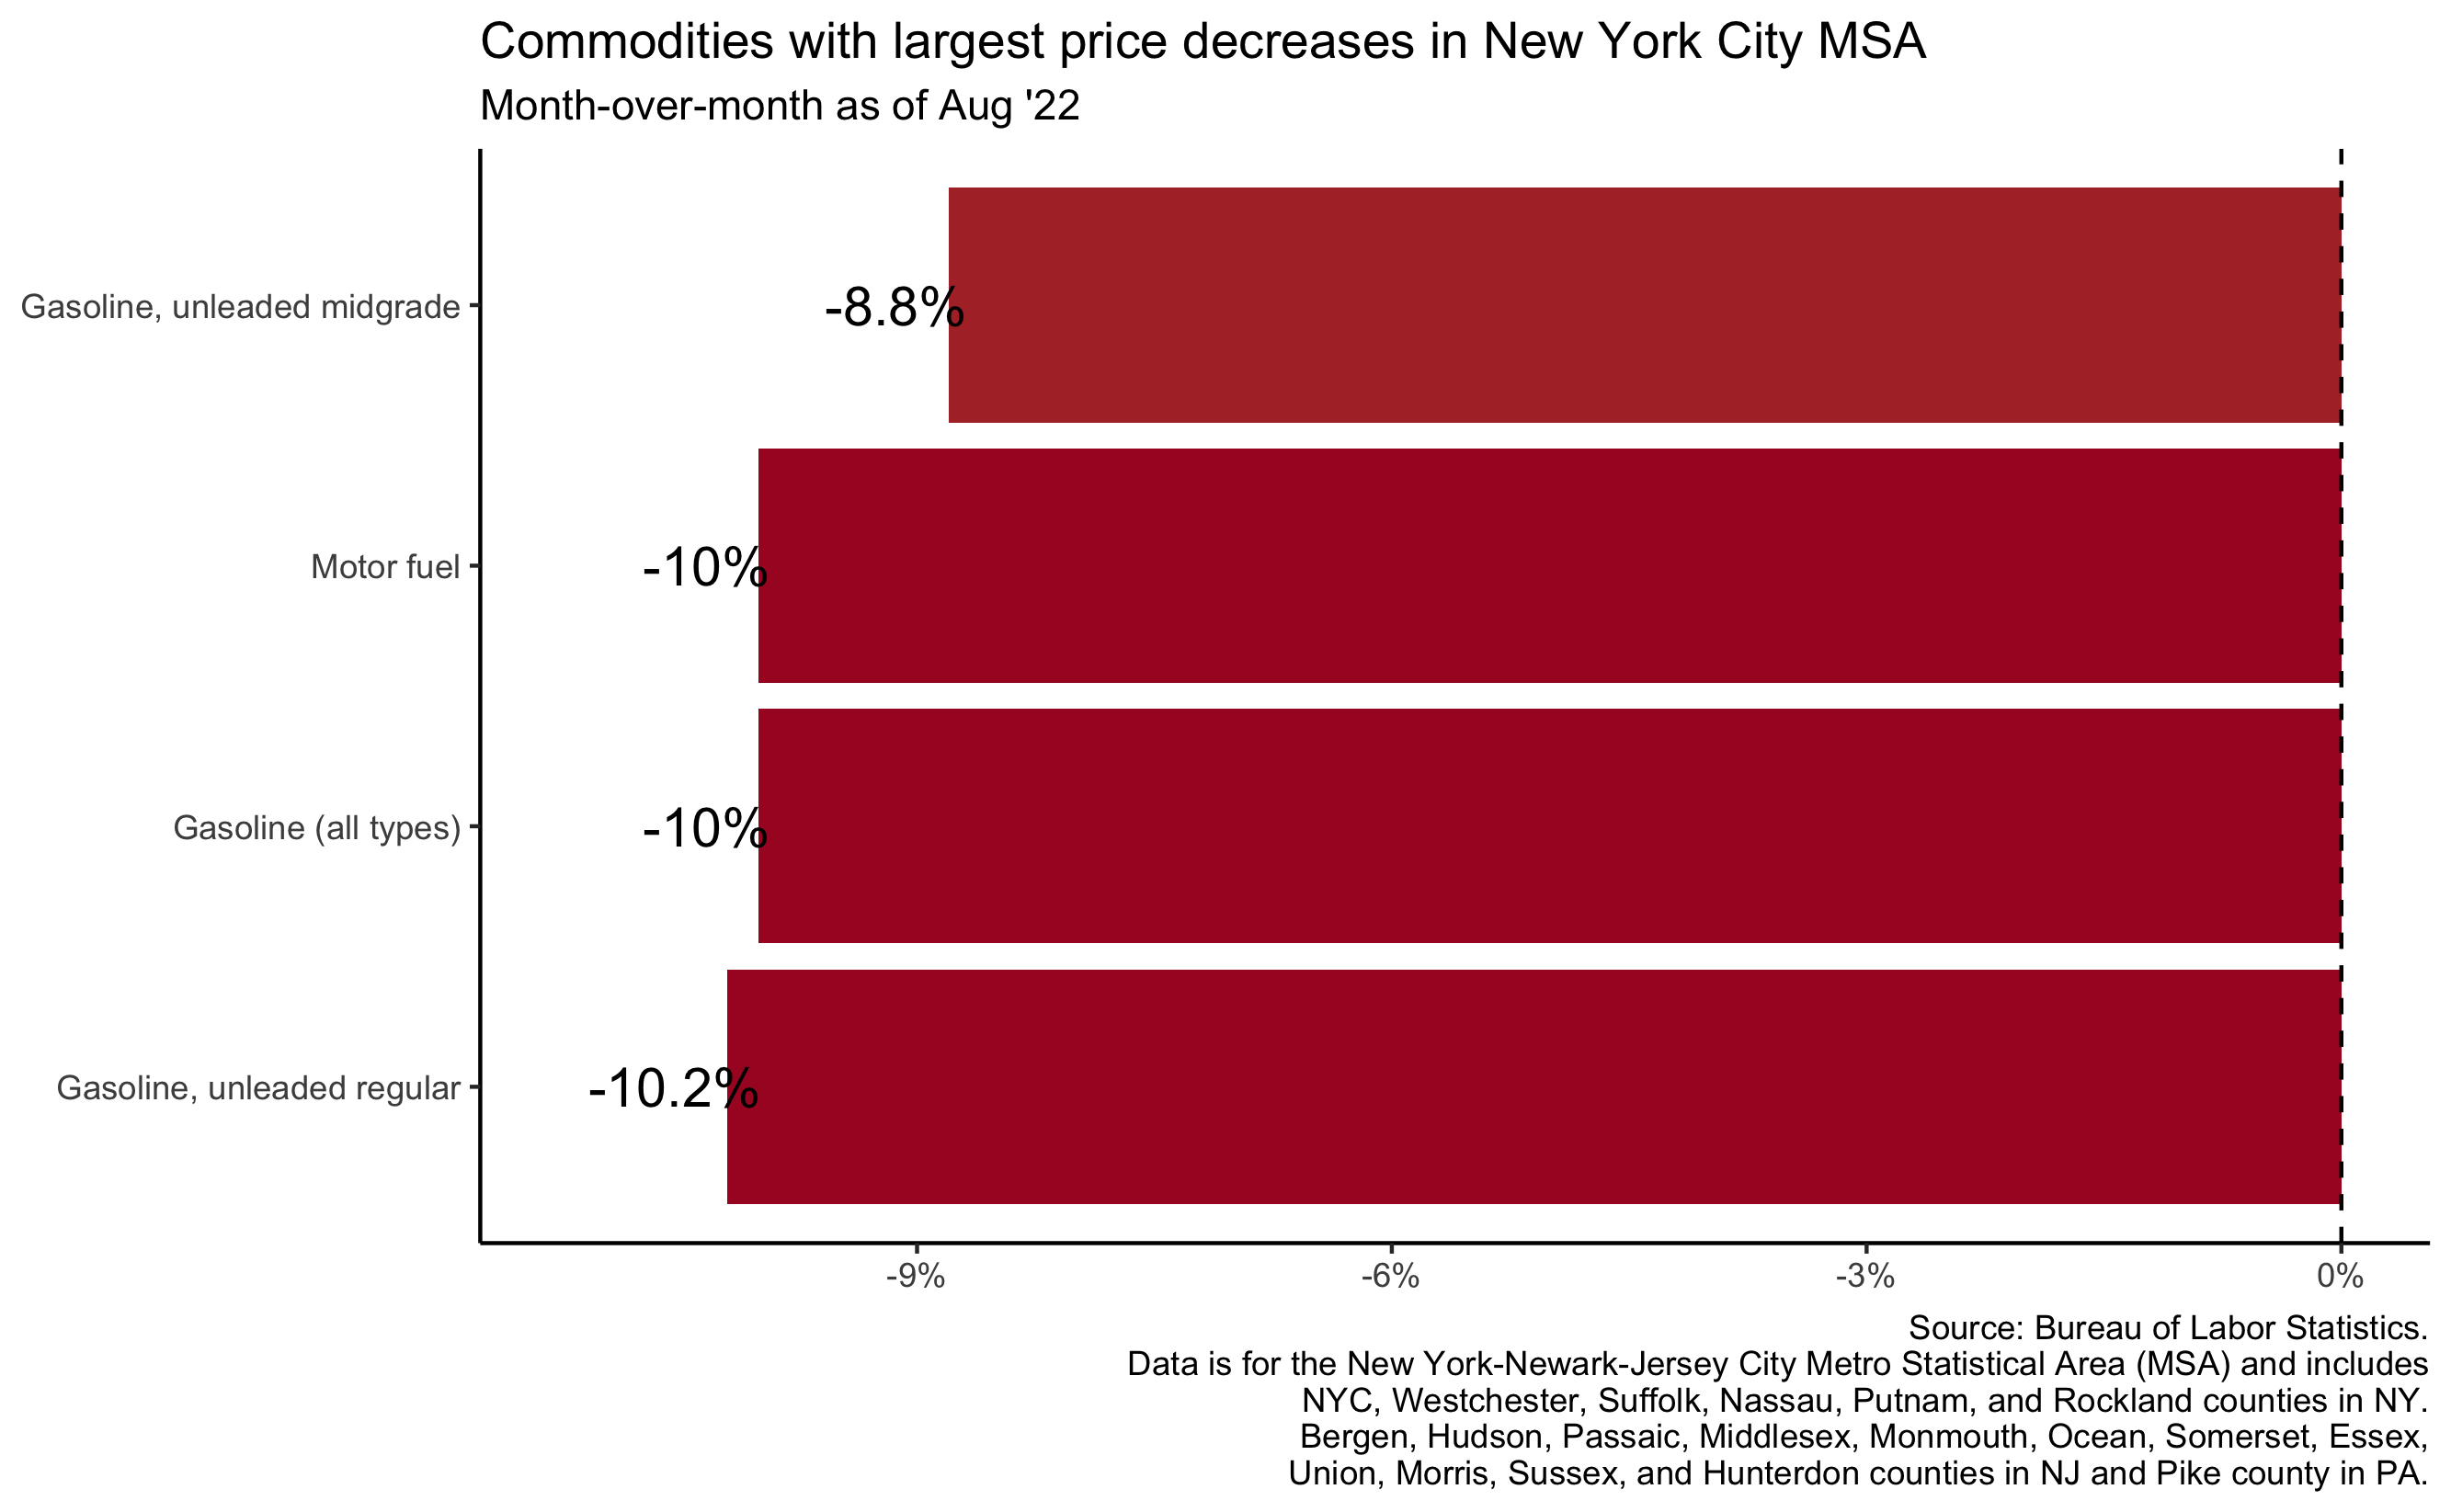 Commodities with largest price decreases in New York City MSA
Month-over-month as of Aug '22
Gasoline, unleaded midgrade
-8.8%
Motor fuel
-10%
Gasoline (all types)
-10%
Gasoline, unleaded regular
-10.2%
-9%
-6%
-3%
0%
Source: Bureau of Labor Statistics.
Data is for the New York-Newark-Jersey City Metro Statistical Area (MSA) and includes
NYC, Westchester, Suffolk, Nassau, Putnam, and Rockland counties in NY.
Bergen, Hudson, Passaic, Middlesex, Monmouth, Ocean, Somerset, Essex,
Union, Morris, Sussex, and Hunterdon counties in NJ and Pike county in PA.